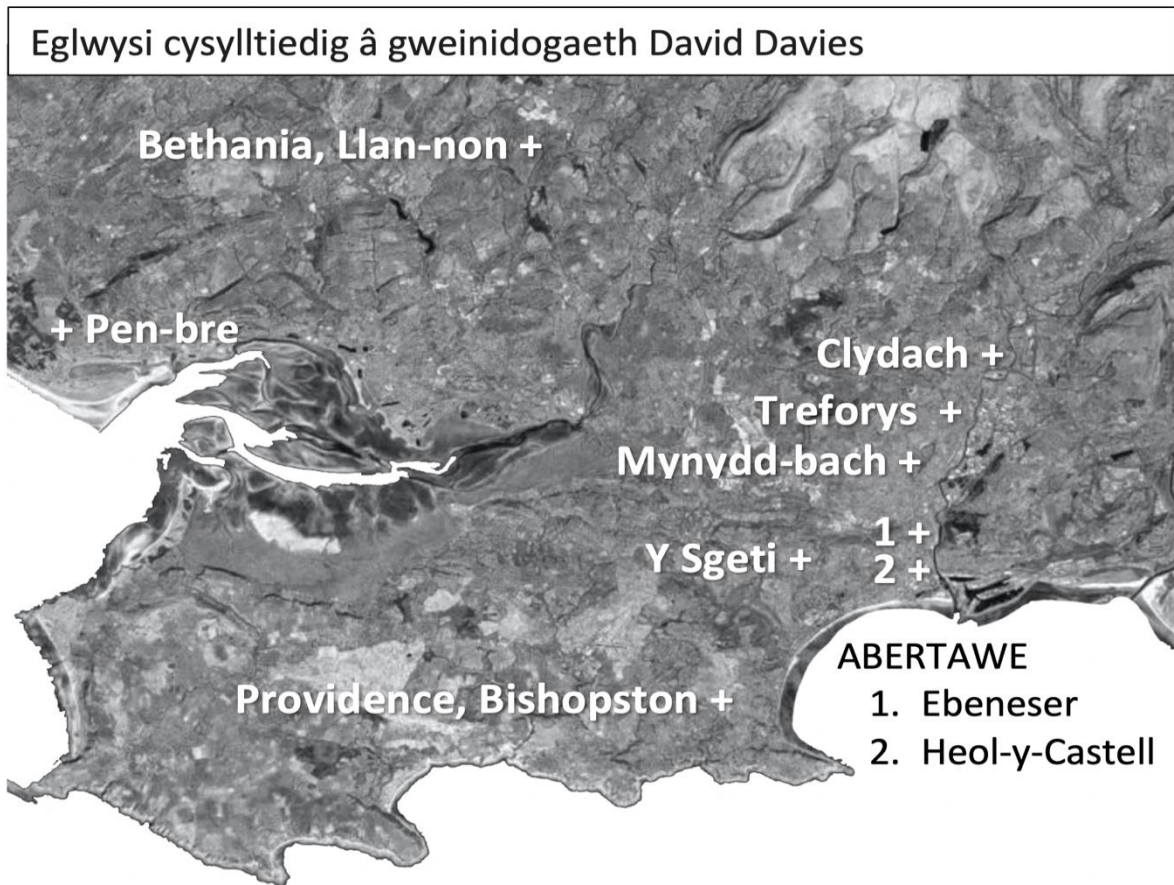 Eglwysi cysylltiedig â gweinidogaeth David Davies
Bethania, Llan-non +
+ Pen-bre
Clydach +
Treforys +
Mynydd-bach +
1 +
Y Sgeti +
2 +
ABERTAWE
1. Ebeneser
Providence, Bishopston +
2. Heol-y-Castell